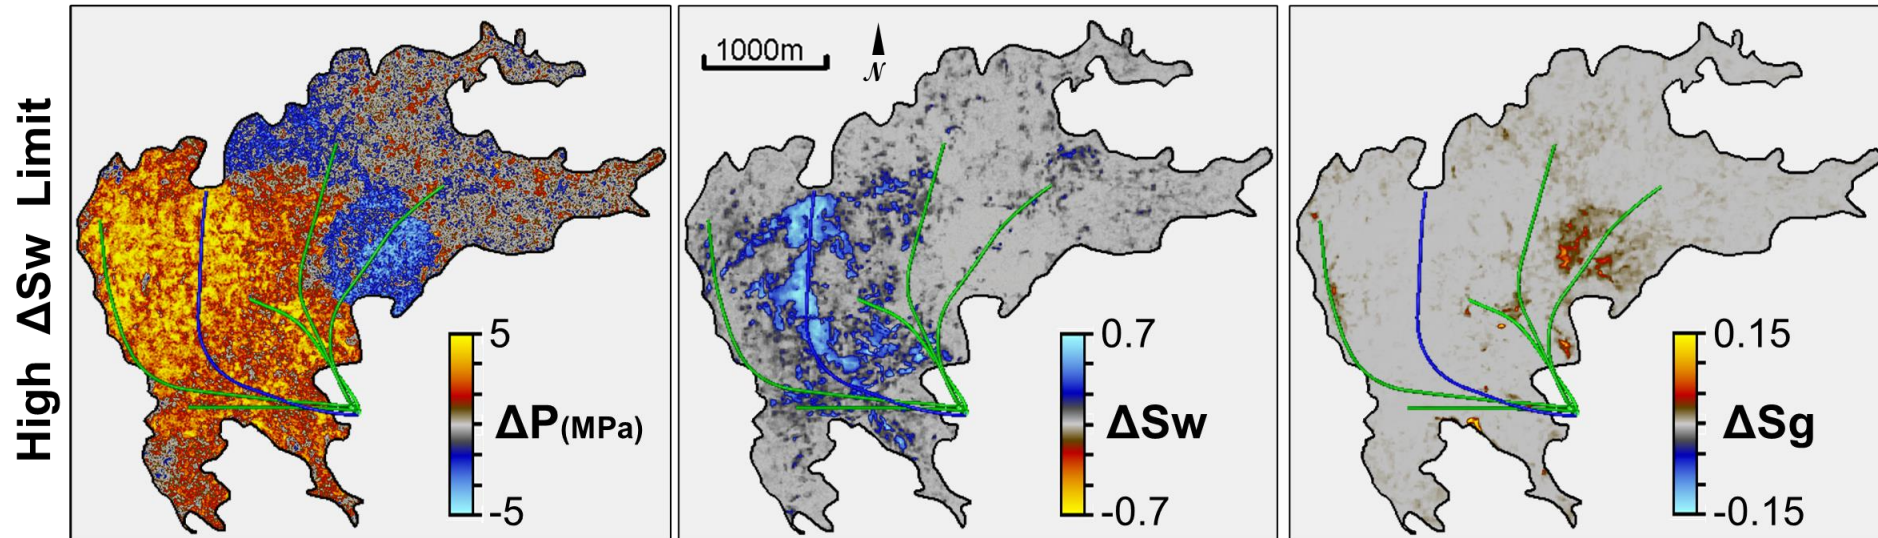 High ΔSw Limit
5
ΔP(MPa)
-5
1000m
N
0.7
ΔSw
-0.7
0.15
ΔSg
-0.15